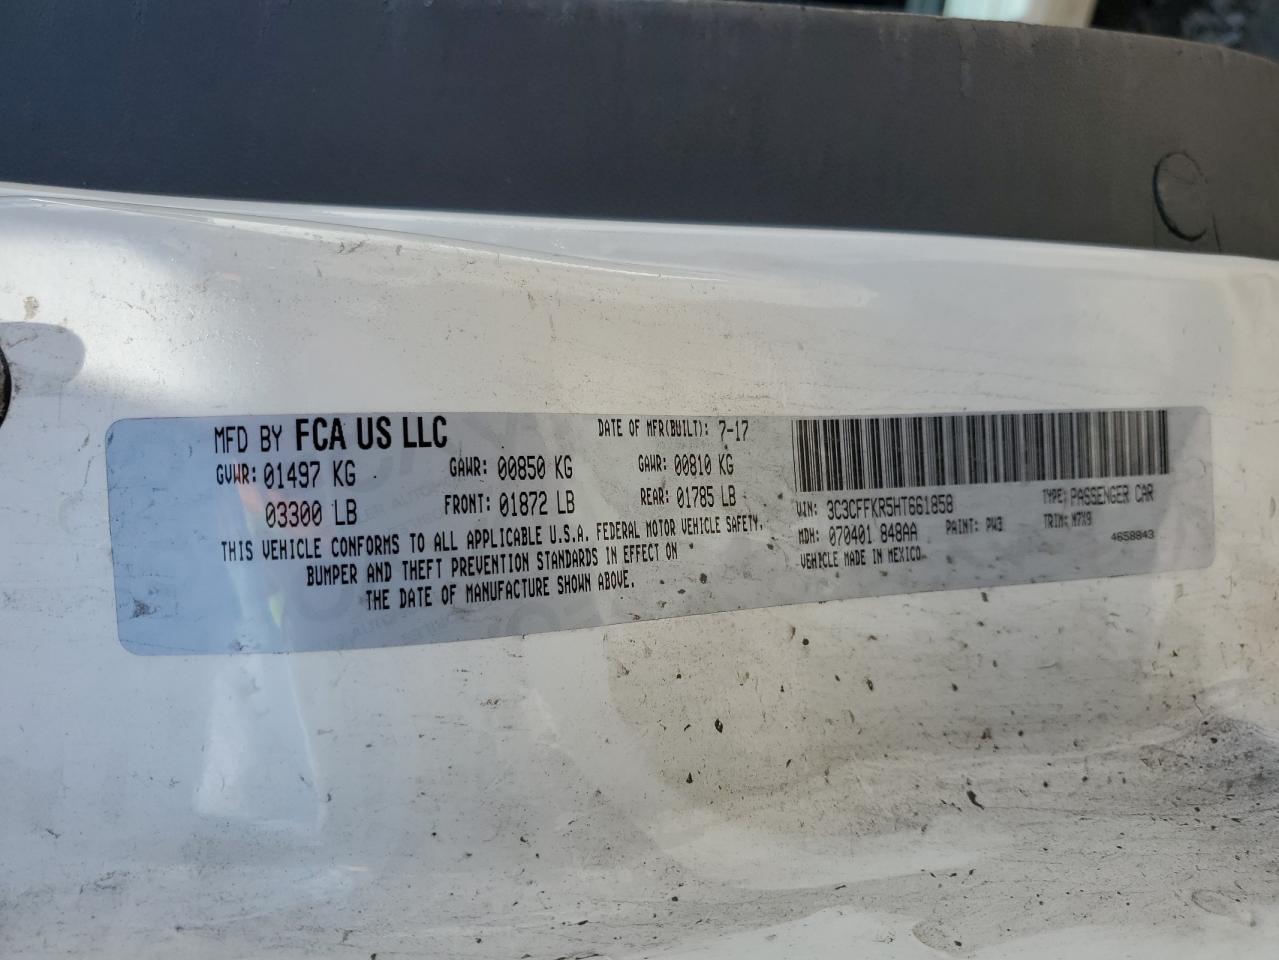 MFD BY FCA US LLC DATE OF MFR(BUILT): 7-17
GVWR: 01497 KG GAWR: 00850 KG GAWR: 00810 KG
03300 LB FRONT: 01872 LB REAR: 01785 LB
THIS VEHICLE CONFORMS TO ALL APPLICABLE U.S.A. FEDERAL MOTOR VEHICLE SAFETY,
BUMPER AND THEFT PREVENTION STANDARDS IN EFFECT ON
THE DATE OF MANUFACTURE SHOWN ABOVE.
VIN: 3C3CFFKR5HT661858 TYPE: PASSENGER CAR
MDH: 070401 848AA PAINT: PW3 TRIM: M7X9
VEHICLE MADE IN MEXICO 4658843